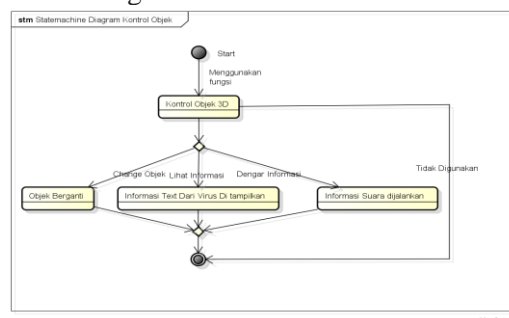 stm Statemachine Diagram Kontrol Objek
Start
Menggunakan
fungsi
Kontrol Objek 3D
Change Objek
Lihat Informasi
Dengar Informasi
Tidak Digunakan
Objek Berganti
Informasi Text Dari Virus Di tampilkan
Informasi Suara dijalankan